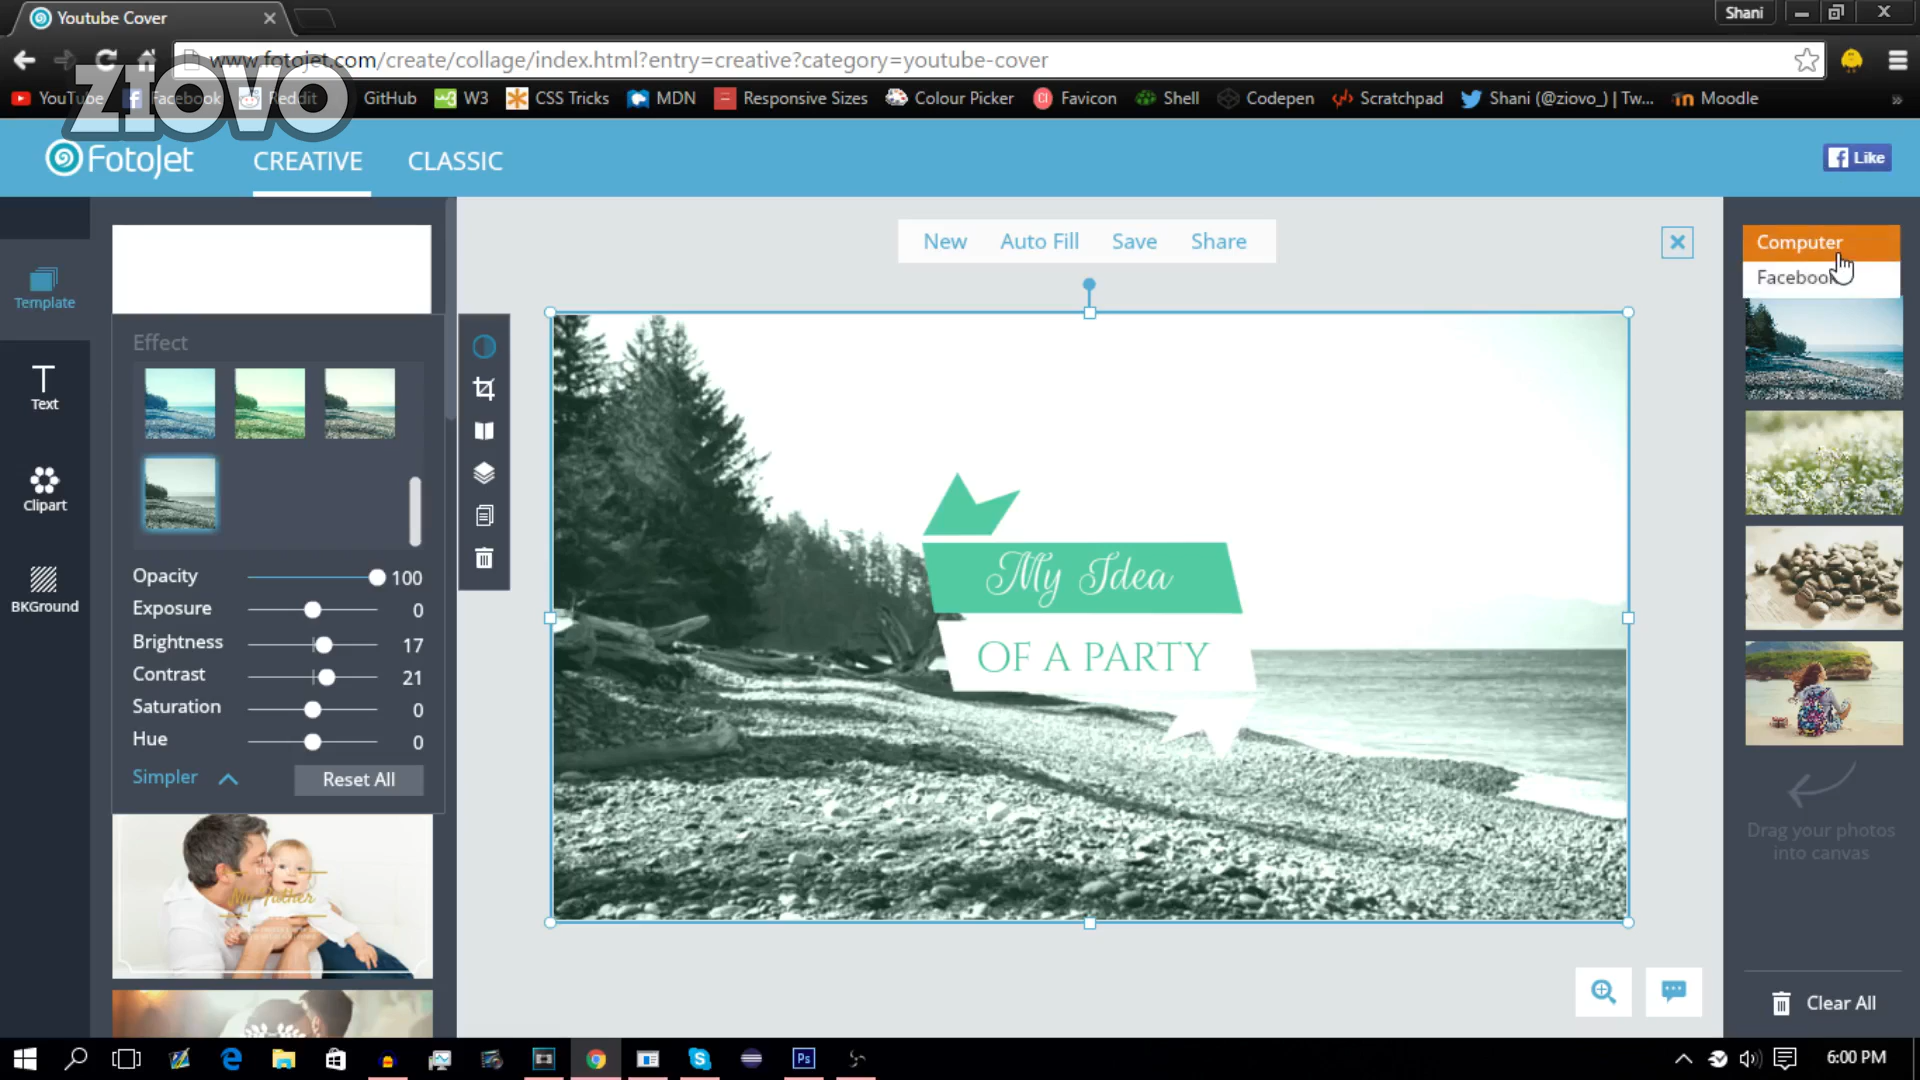 Youtube Cover
Shani
www.fotojet.com/create/collage/index.html?entry=creative?category=youtube-cover
YouTube
Facebook
Reddit
GitHub
W3
CSS Tricks
MDN
Responsive Sizes
Colour Picker
Favicon
Shell
Codepen
Scratchpad
Shani (@ziovo_) | Tw...
Moodle
ZIOVO
FotoJet
CREATIVE
CLASSIC
Like
Template
Text
Clipart
BKGround
Effect
Opacity 100
Exposure 0
Brightness 17
Contrast 21
Saturation 0
Hue 0
Simpler
Reset All
My Father
New
Auto Fill
Save
Share
My Idea
OF A PARTY
Computer
Facebook
Drag your photos
into canvas
Clear All
Ps
6:00 PM